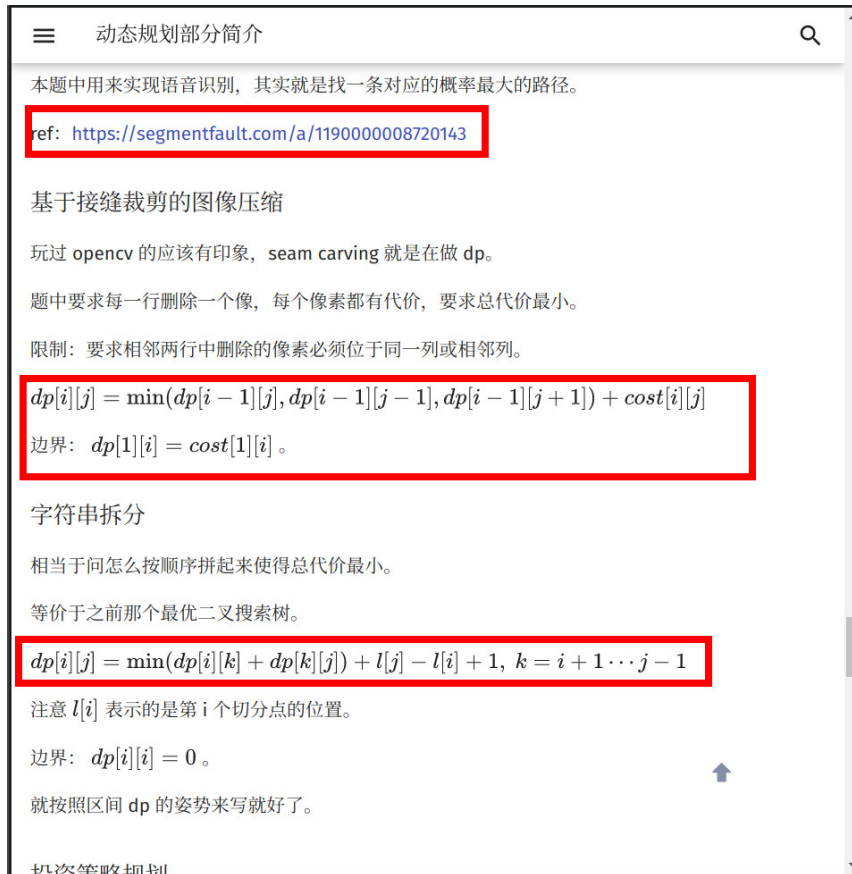 动态规划部分简介
本题中用来实现语音识别，其实就是找一条对应的概率最大的路径。
ref：https://segmentfault.com/a/1190000008720143
基于接缝裁剪的图像压缩
玩过 opencv 的应该有印象，seam carving 就是在做 dp。
题中要求每一行删除一个像，每个像素都有代价，要求总代价最小。
限制：要求相邻两行中删除的像素必须位于同一列或相邻列。
dp[i][j] = min(dp[i − 1][j], dp[i − 1][j − 1], dp[i − 1][j + 1]) + cost[i][j]
边界： dp[1][i] = cost[1][i] 。
字符串拆分
相当于问怎么按顺序拼起来使得总代价最小。
等价于之前那个最优二叉搜索树。
dp[i][j] = min(dp[i][k] + dp[k][j]) + l[j] − l[i] + 1, k = i + 1 ⋯ j − 1
注意 l[i] 表示的是第 i 个切分点的位置。
边界： dp[i][i] = 0 。
就按照区间 dp 的姿势来写就好了。
投资策略规划